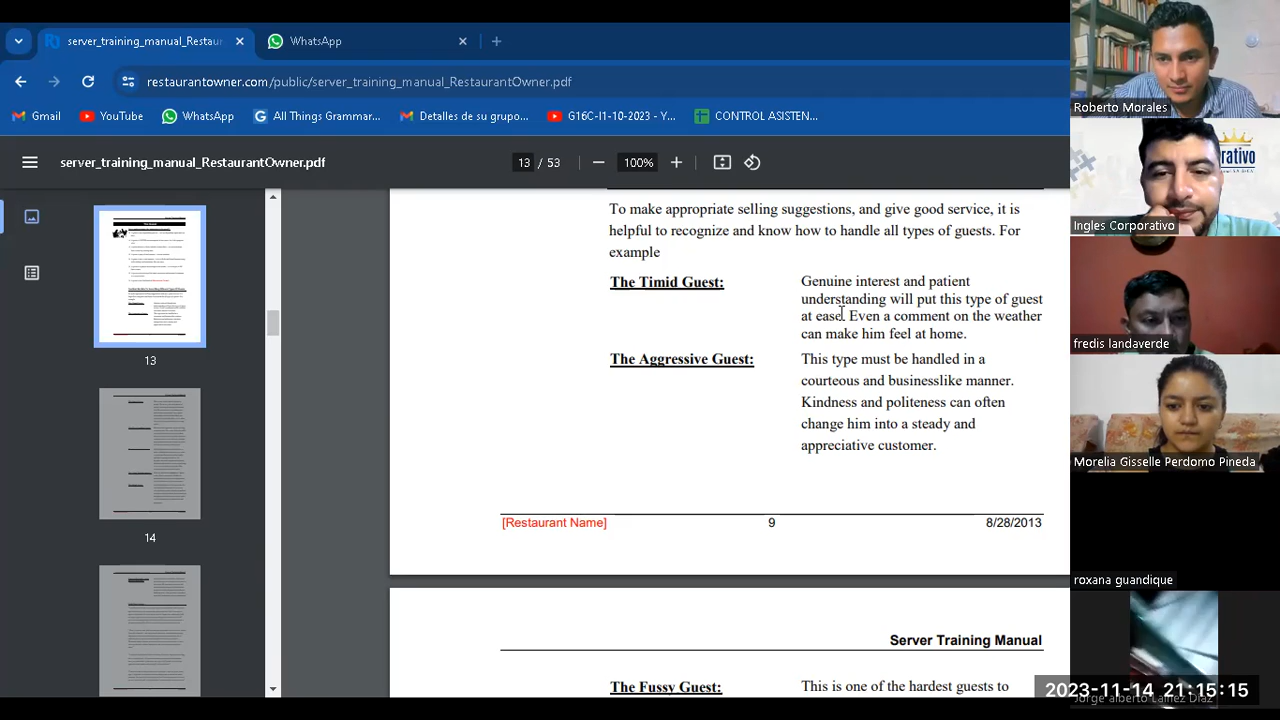 server_training_manual_Restaur
WhatsApp
restaurantowner.com/public/server_training_manual_RestaurantOwner.pdf
Gmail
YouTube
WhatsApp
All Things Gramma...
Detalles del grupo...
G16C-I1-10-2023 - Y...
CONTROL ASISTEN...
server_training_manual_RestaurantOwner.pdf
13 / 53
100%
13
14
To make appropriate selling suggestions, and give good service, it is
helpful to recognize and know how to handle all types of guests. For
example
The Timid Guest:
Genuine interest and patient
understanding will put this type of guest
at ease. Even a comment on the weather
can make him feel at home.
The Aggressive Guest:
This type must be handled in a
courteous and businesslike manner.
Kindness and politeness can often
change him into a steady and
appreciative customer.
[Restaurant Name]
9
8/28/2013
Server Training Manual
The Fussy Guest:
This is one of the hardest guests to
Roberto Morales
rativo
Ingles Corporativo
fredis landaverde
Morelia Gisselle Perdomo Pineda
roxana guandique
2023-11-14 21:15:15
Jorge alberto Lainez Diaz